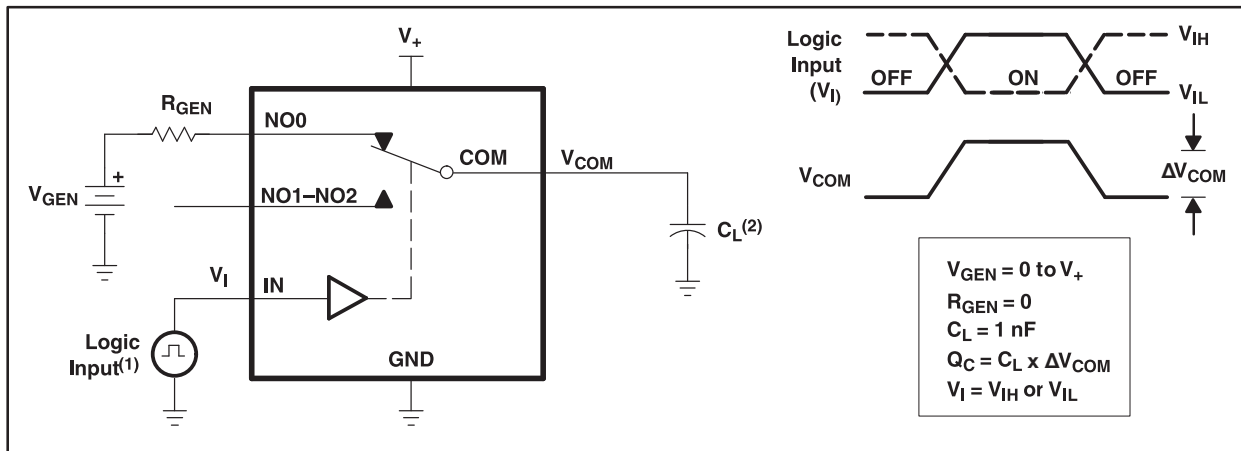 V+
RGEN
NO0
COM
VCOM
+
VGEN
NO1–NO2
CL(2)
VI
IN
Logic
Input(1)
GND
Logic
Input
(VI)
OFF
ON
OFF
VIH
VIL
VCOM
ΔVCOM
VGEN = 0 to V+
RGEN = 0
CL = 1 nF
QC = CL x ΔVCOM
VI = VIH or VIL